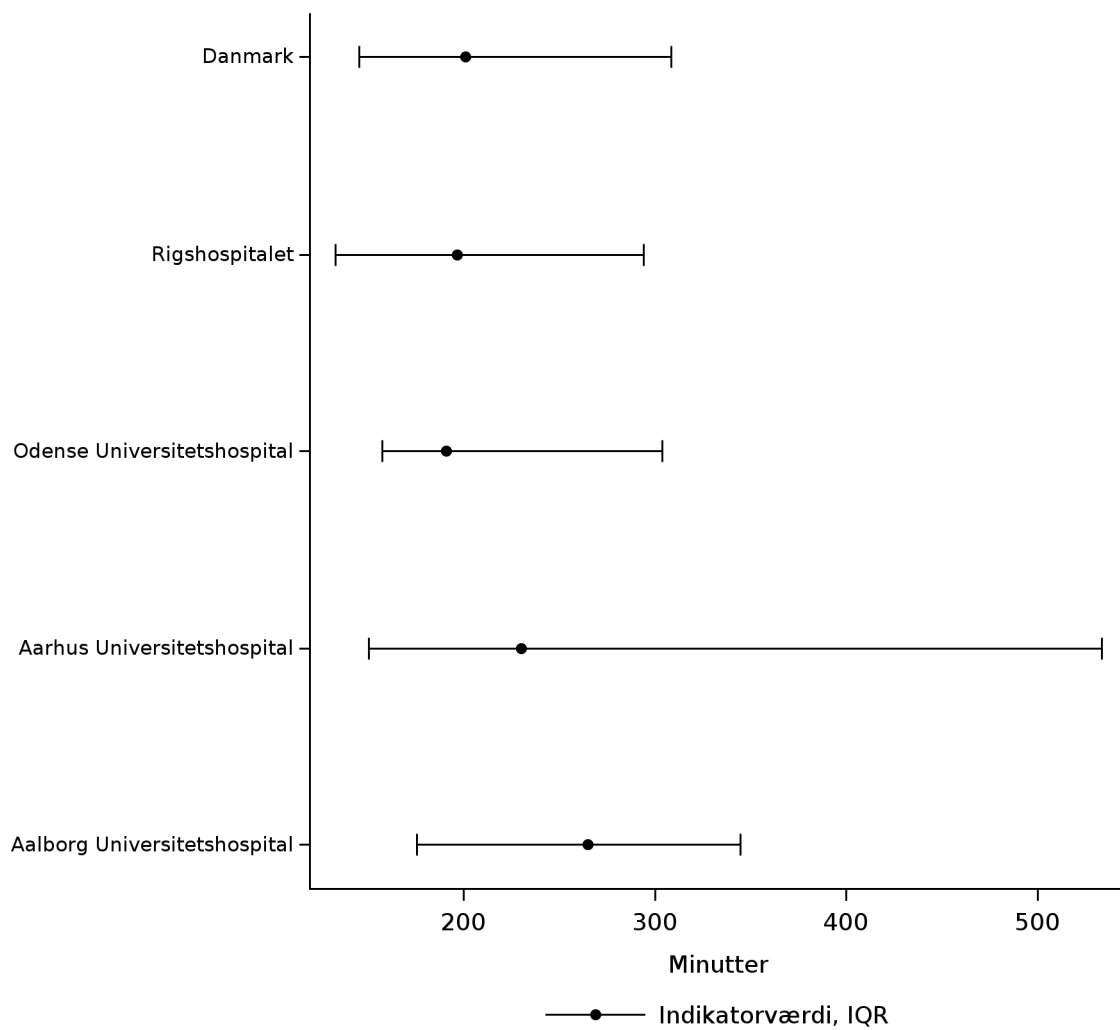 Danmark
Rigshospitalet
Odense Universitetshospital
Aarhus Universitetshospital
Aalborg Universitetshospital
200 300 400 500
Minutter
Indikatorværdi, IQR